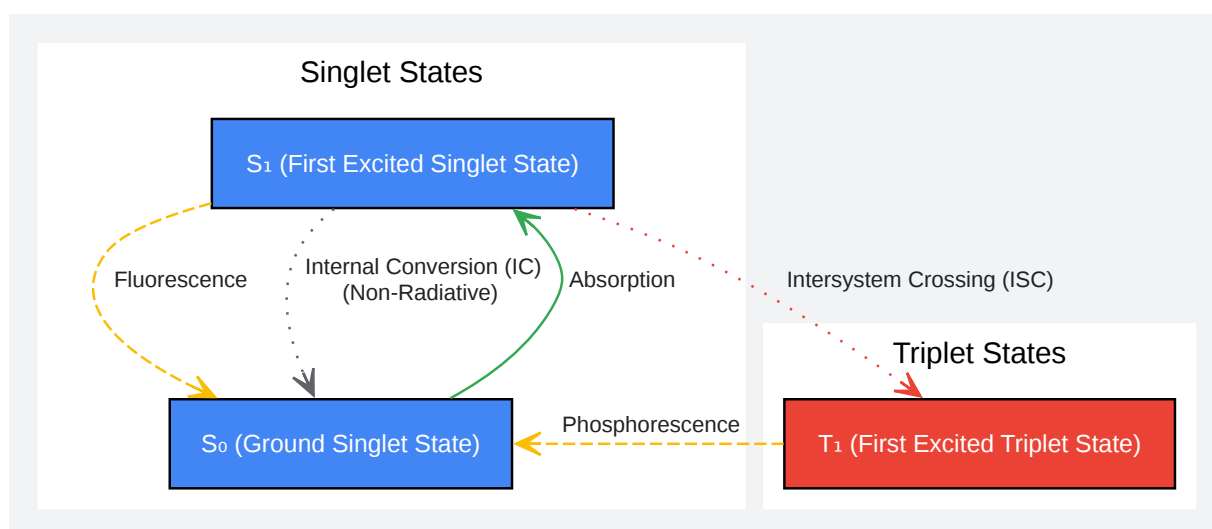 Singlet States
S₁ (First Excited Singlet State)
Fluorescence
Internal Conversion (IC)
(Non-Radiative)
Absorption
Intersystem Crossing (ISC)
Triplet States
Phosphorescence
S₀ (Ground Singlet State)
T₁ (First Excited Triplet State)